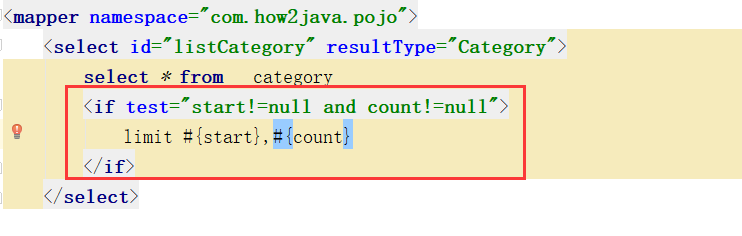 <mapper namespace="com.how2java.pojo">
<select id="listCategory" resultType="Category">
select * from   category
<if test="start!=null and count!=null">
limit #{start},#{count}
</if>
</select>